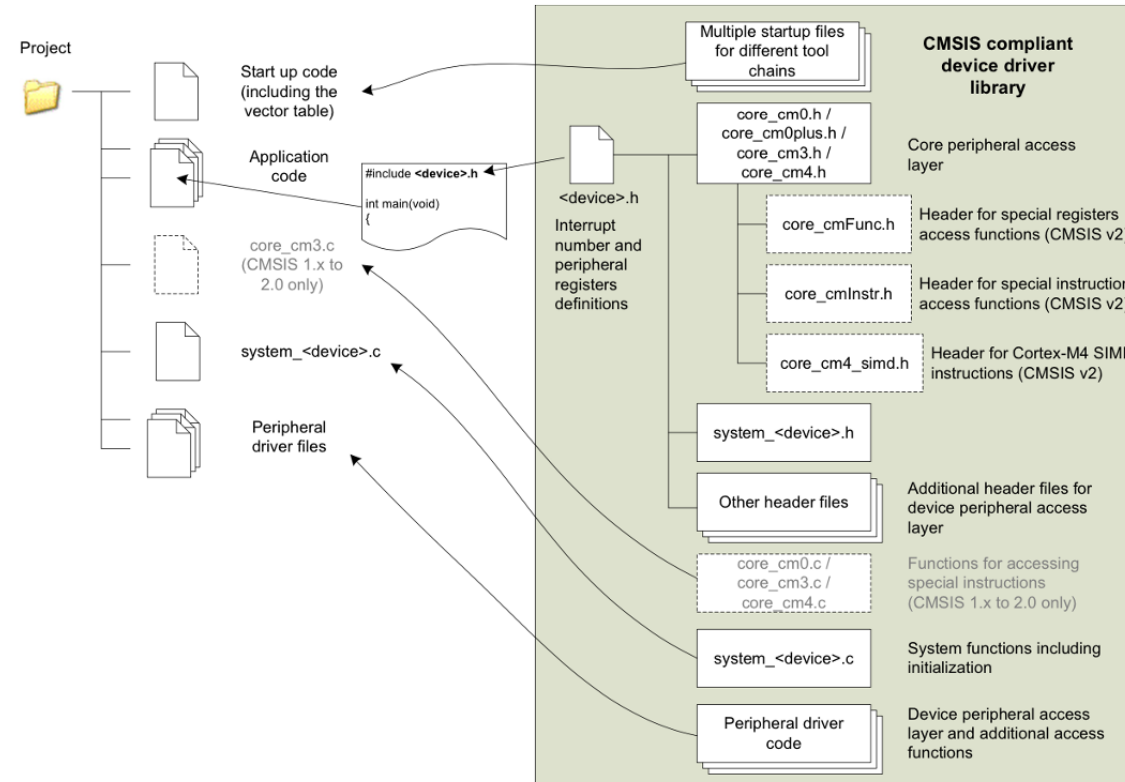 Project
Start up code
(including the
vector table)
Application
code
core_cm3.c
(CMSIS 1.x to
2.0 only)
system_<device>.c
Peripheral
driver files
#include <device>.h
int main(void)
{
<device>.h
Interrupt
number and
peripheral
registers
definitions
CMSIS compliant
device driver
library
Multiple startup files
for different tool
chains
core_cm0.h /
core_cm0plus.h /
core_cm3.h /
core_cm4.h
Core peripheral access
layer
core_cmFunc.h
Header for special registers
access functions (CMSIS v2)
core_cmInstr.h
Header for special instruction
access functions (CMSIS v2)
core_cm4_simd.h
Header for Cortex-M4 SIM
instructions (CMSIS v2)
system_<device>.h
Other header files
Additional header files for
device peripheral access
layer
core_cm0.c /
core_cm3.c /
core_cm4.c
Functions for accessing
special instructions
(CMSIS 1.x to 2.0 only)
system_<device>.c
System functions including
initialization
Peripheral driver
code
Device peripheral access
layer and additional access
functions